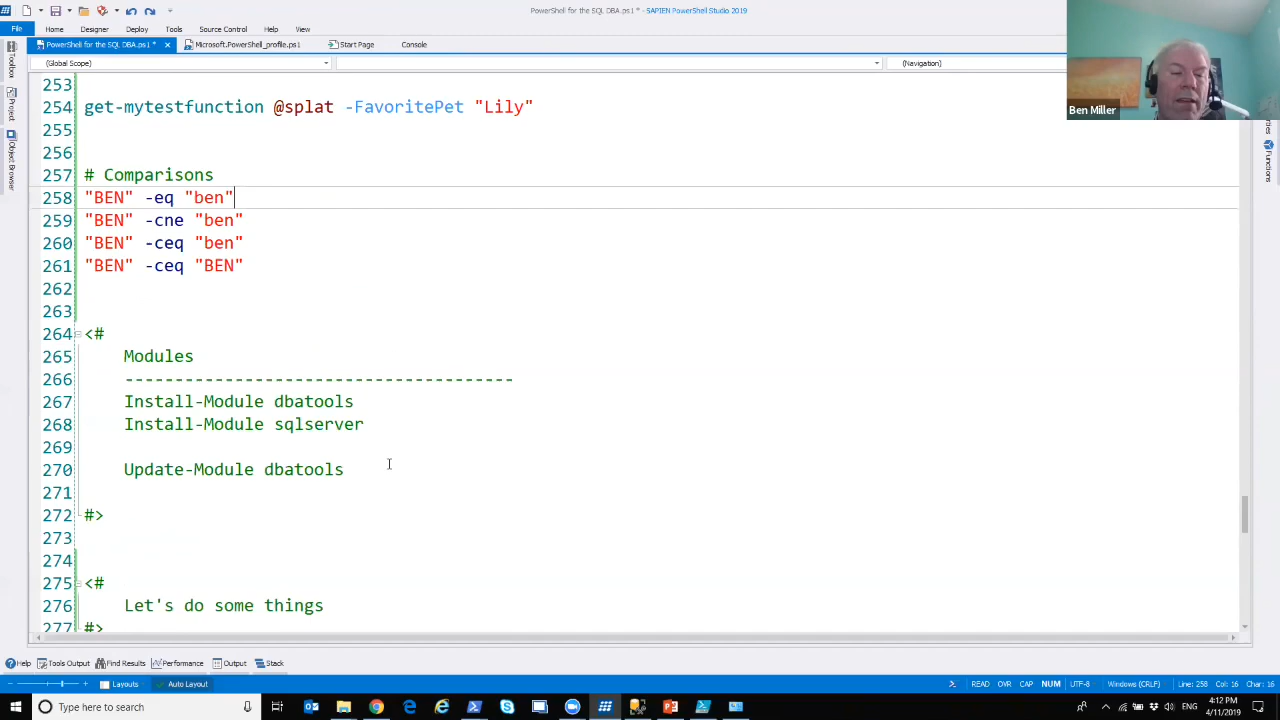 PowerShell for the SQL DBA.ps1 * - SAPIEN PowerShell Studio 2019
File Home Designer Deploy Tools Source Control Help View
PowerShell for the SQL DBA.ps1 * Microsoft.PowerShell_profile.ps1 Start Page Console
(Global Scope) (Navigation)
Toolbox
Project
Object Browser
Functions
Ben Miller
253
254 get-mytestfunction @splat -FavoritePet "Lily"
255
256
257 # Comparisons
258 "BEN" -eq "ben"
259 "BEN" -cne "ben"
260 "BEN" -ceq "ben"
261 "BEN" -ceq "BEN"
262
263
264 <#
265 Modules
266 ---------------------------------------
267 Install-Module dbatools
268 Install-Module sqlserver
269
270 Update-Module dbatools
271
272 #>
273
274
275 <#
276 Let's do some things
277 #>
Help Tools Output Find Results Performance Output Stack
Layouts Auto Layout READ OVR CAP NUM UTF-8 Windows (CRLF) Line: 258 Col: 16 Char: 16
Type here to search ENG 4:12 PM
4/11/2019